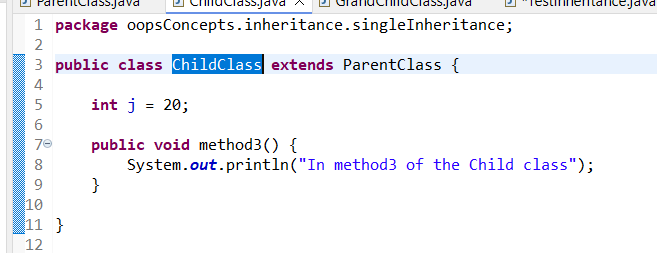 ParentClass.java ChildClass.java GrandChildClass.java *TestInheritance.java
1 package oopsConcepts.inheritance.singleInheritance;
2
3 public class ChildClass extends ParentClass {
4
5 int j = 20;
6
7 public void method3() {
8 System.out.println("In method3 of the Child class");
9 }
10
11 }
12